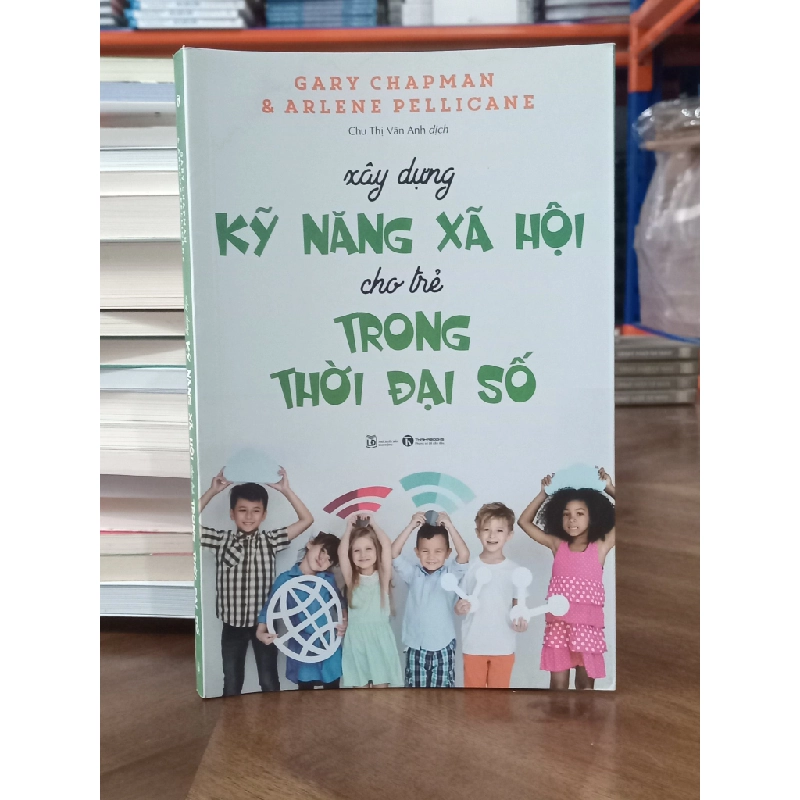 GARY CHAPMAN
& ARLENE PELLICANE
Chu Thị Vân Anh dịch
xây dựng
KỸ NĂNG XÃ HỘI
cho trẻ
TRONG
THỜI ĐẠI SỐ
THAIHABOOKS